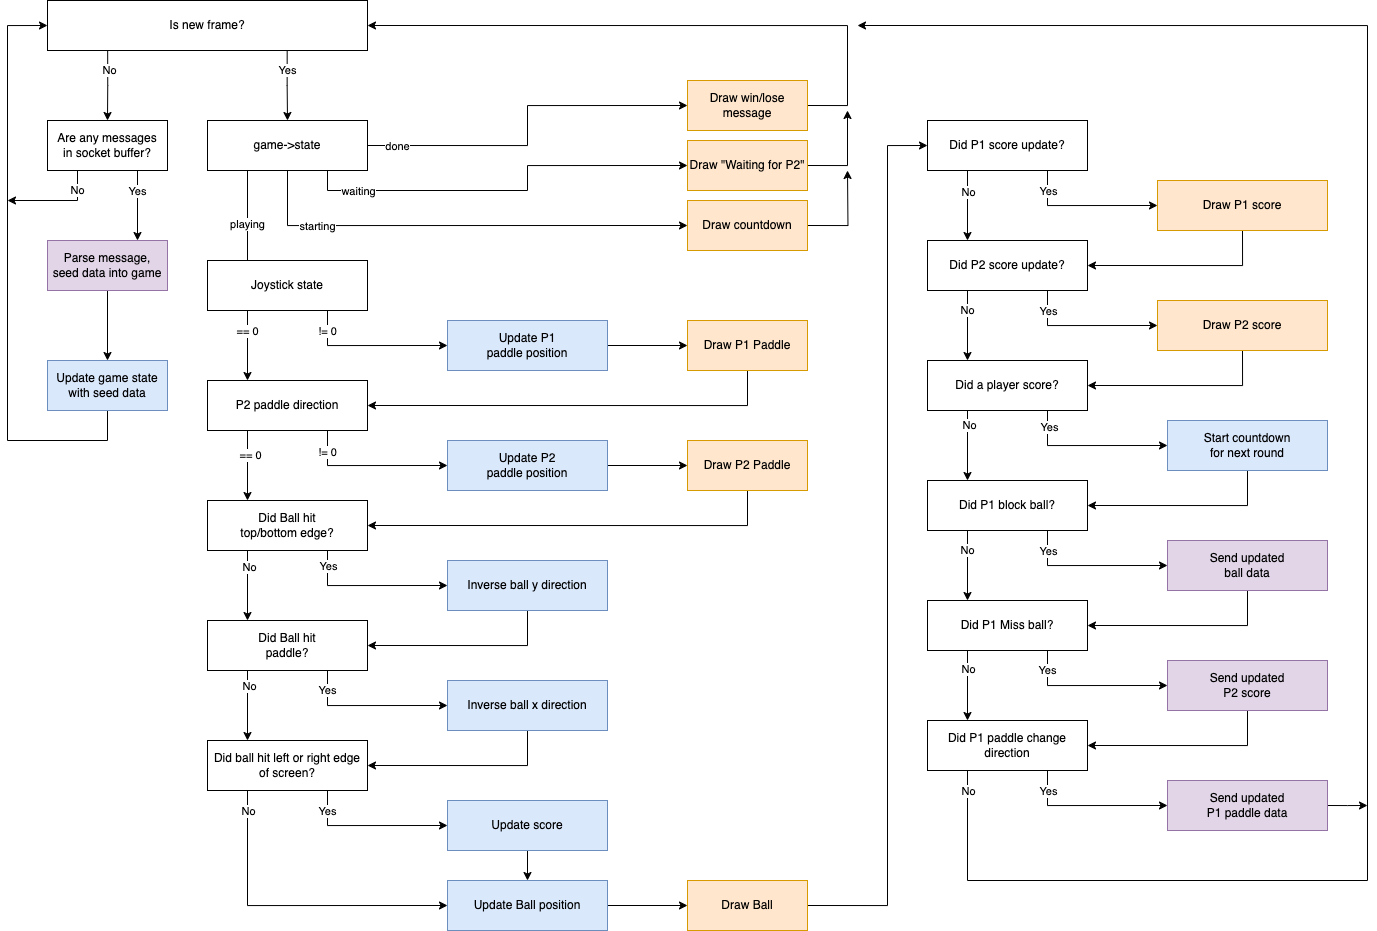 Is new frame?
No
Yes
Are any messages
in socket buffer?
No
Yes
Parse message,
seed data into game
Update game state
with seed data
game->state
done
waiting
starting
playing
Draw win/lose
message
Draw "Waiting for P2"
Draw countdown
Joystick state
== 0
!= 0
Update P1
paddle position
Draw P1 Paddle
P2 paddle direction
== 0
!= 0
Update P2
paddle position
Draw P2 Paddle
Did Ball hit
top/bottom edge?
No
Yes
Inverse ball y direction
Did Ball hit
paddle?
No
Yes
Inverse ball x direction
Did ball hit left or right edge
of screen?
No
Yes
Update score
Update Ball position
Draw Ball
Did P1 score update?
No
Yes
Draw P1 score
Did P2 score update?
No
Yes
Draw P2 score
Did a player score?
No
Yes
Start countdown
for next round
Did P1 block ball?
No
Yes
Send updated
ball data
Did P1 Miss ball?
No
Yes
Send updated
P2 score
Did P1 paddle change
direction
No
Yes
Send updated
P1 paddle data